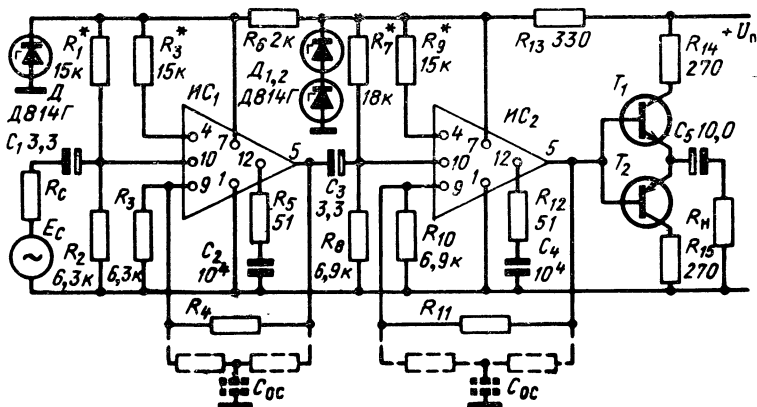 R₁* 15к
R₃* 15к
R₆ 2к
Д₁,₂
Д814Г
R₇* 18к
R₉* 15к
R₁₃ 330
+Uп
R₁₄ 270
Д
Д814Г
ИС₁
ИС₂
T₁
T₂
C₁ 3,3
4
7
10
12
5
9
1
4
7
10
12
5
9
1
C₅ 10,0
Rс
Eс
R₂ 6,3к
R₃ 6,3к
R₅ 51
C₂ 10⁴
C₃ 3,3
R₈ 6,9к
R₁₀ 6,9к
R₁₂ 51
C₄ 10⁴
Rн
R₁₅ 270
R₄
R₁₁
Cос
Cос